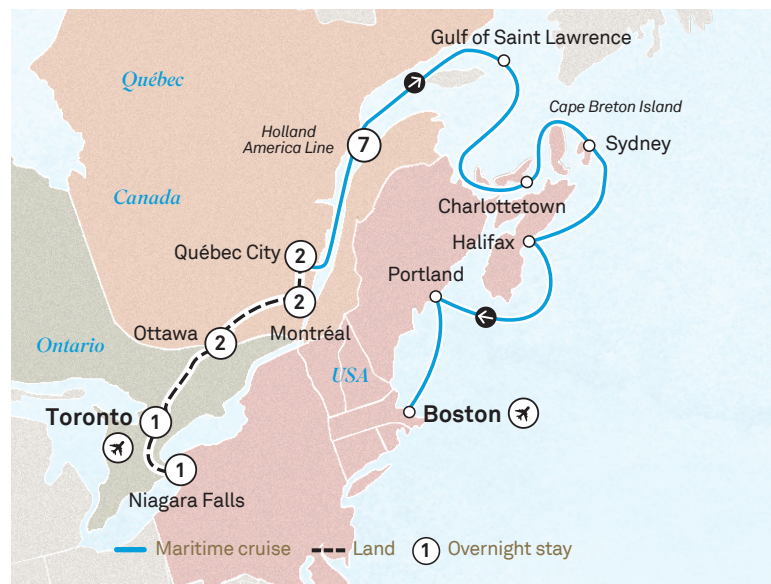 Gulf of Saint Lawrence
Québec
Cape Breton Island
Holland
America Line
7
Sydney
Canada
Charlottetown
Québec City
2
Halifax
Portland
2
Ottawa
2
Montréal
Ontario
USA
Toronto
1
Boston
1
Niagara Falls
Maritime cruise
Land
1 Overnight stay